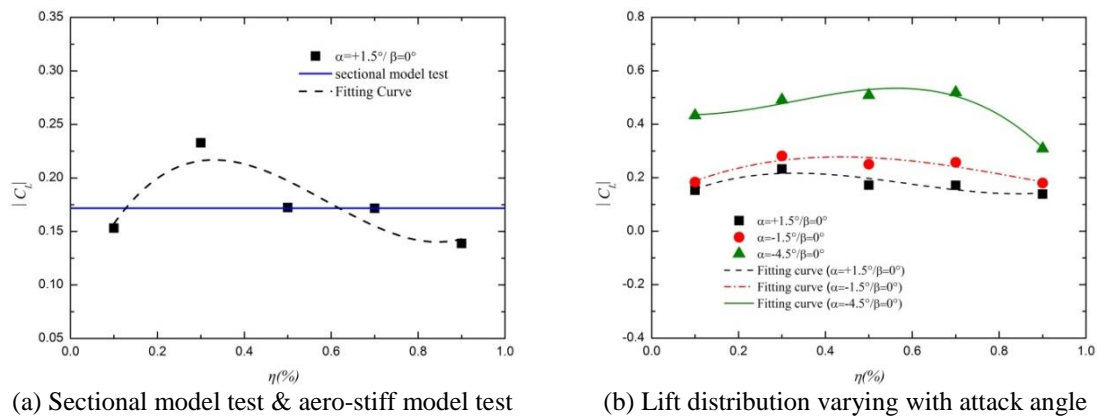 0.35
0.30
0.25
0.20
0.15
0.10
0.05
|C_L|
α=+1.5°/ β=0°
sectional model test
Fitting Curve
0.0 0.2 0.4 0.6 0.8 1.0
η(%)
(a) Sectional model test & aero-stiff model test
0.8
0.6
0.4
0.2
0.0
-0.2
-0.4
|C_L|
α=+1.5°/β=0°
α=-1.5°/β=0°
α=-4.5°/β=0°
Fitting curve (α=+1.5°/β=0°)
Fitting curve (α=-1.5°/β=0°)
Fitting curve (α=-4.5°/β=0°)
0.0 0.2 0.4 0.6 0.8 1.0
η(%)
(b) Lift distribution varying with attack angle